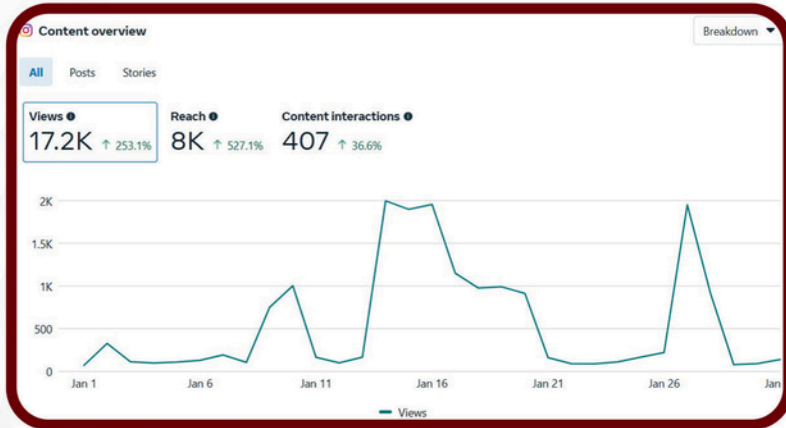 Content overview
Breakdown
All Posts Stories
Views Reach Content interactions
17.2K ↑ 253.1% 8K ↑ 527.1% 407 ↑ 36.6%
2K
1.5K
1K
500
0
Jan 1 Jan 6 Jan 11 Jan 16 Jan 21 Jan 26 Jan
Views